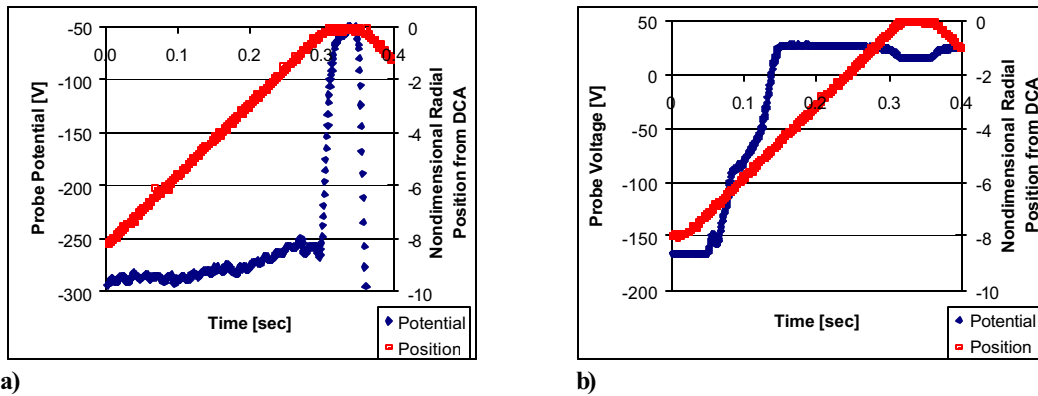 -50
-100
-150
-200
-250
-300
0.0
0.1
0.2
0.3
0.4
0
-2
-4
-6
-8
-10
Probe Potential [V]
Nondimensional Radial
Position from DCA
Time [sec]
Potential
Position
a)
50
0
-50
-100
-150
-200
0
0.1
0.2
0.3
0.4
0
-2
-4
-6
-8
-10
Probe Voltage [V]
Nondimensional Radial
Position from DCA
Time [sec]
Potential
Position
b)